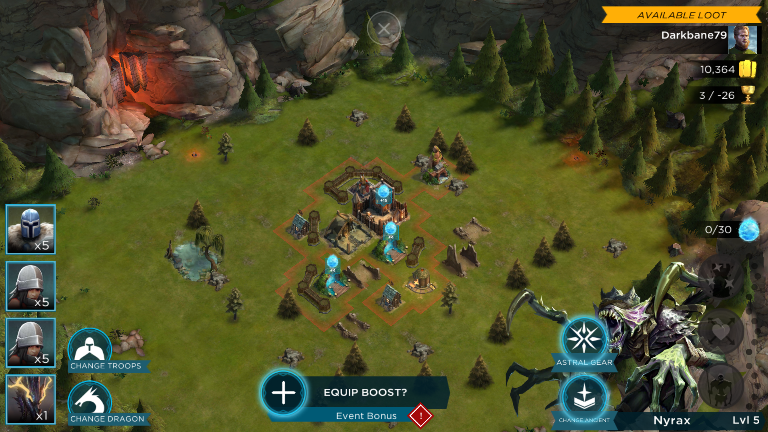 AVAILABLE LOOT
Darkbane79
10,364
3 / -26
0/30
x5
x5
x5
x1
CHANGE TROOPS
CHANGE DRAGON
EQUIP BOOST?
Event Bonus
ASTRAL GEAR
CHANGE ANCIENT
Nyrax Lvl 5